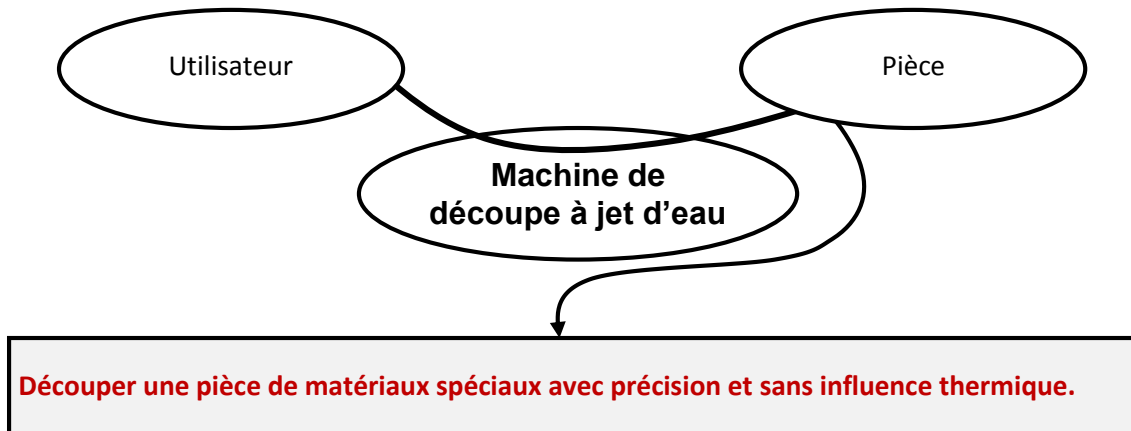 Utilisateur
Pièce
Machine de
découpe à jet d’eau
Découper une pièce de matériaux spéciaux avec précision et sans influence thermique.